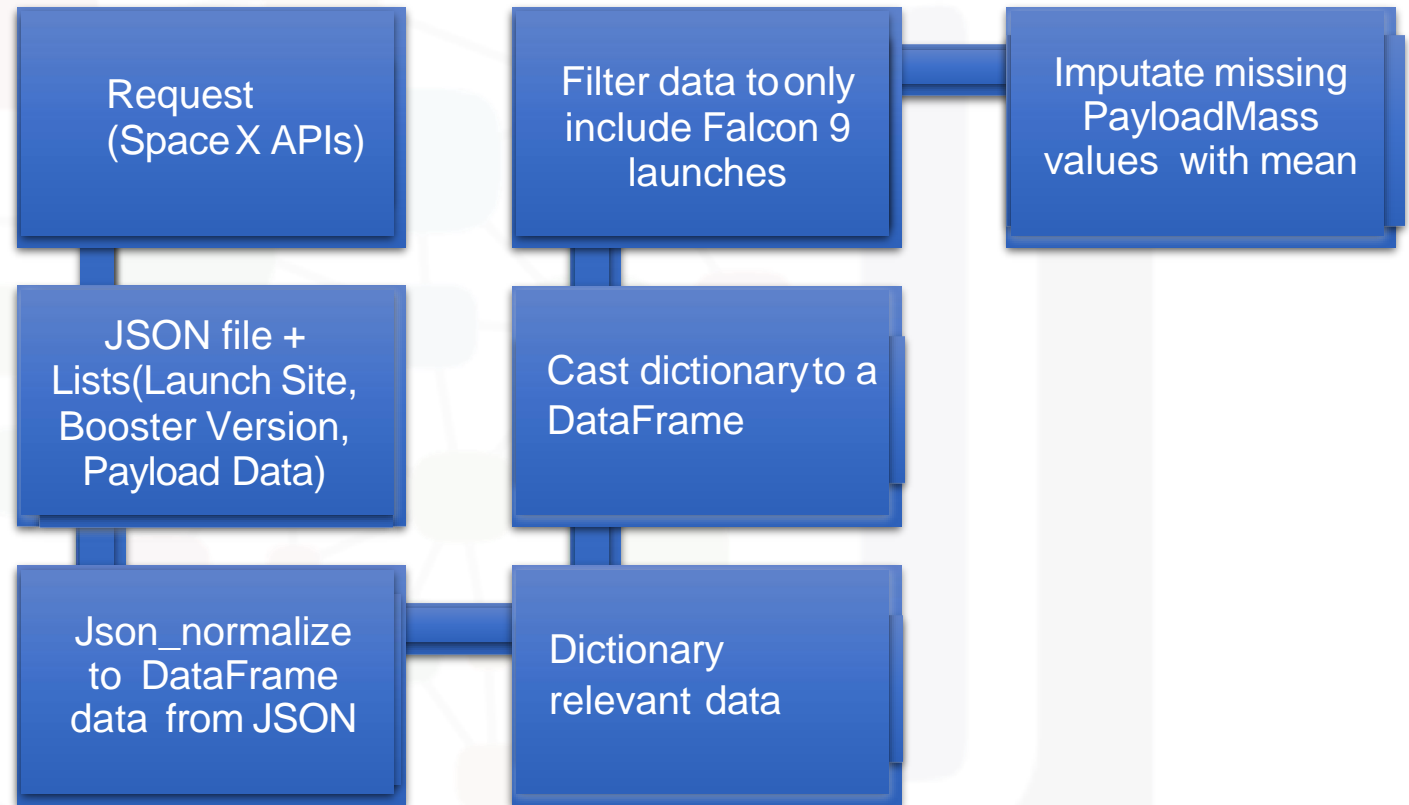 Request
(Space X APIs)
JSON file +
Lists(Launch Site,
Booster Version,
Payload Data)
Json_normalize
to DataFrame
data from JSON
Dictionary
relevant data
Cast dictionary to a
DataFrame
Filter data to only
include Falcon 9
launches
Imputate missing
PayloadMass
values with mean